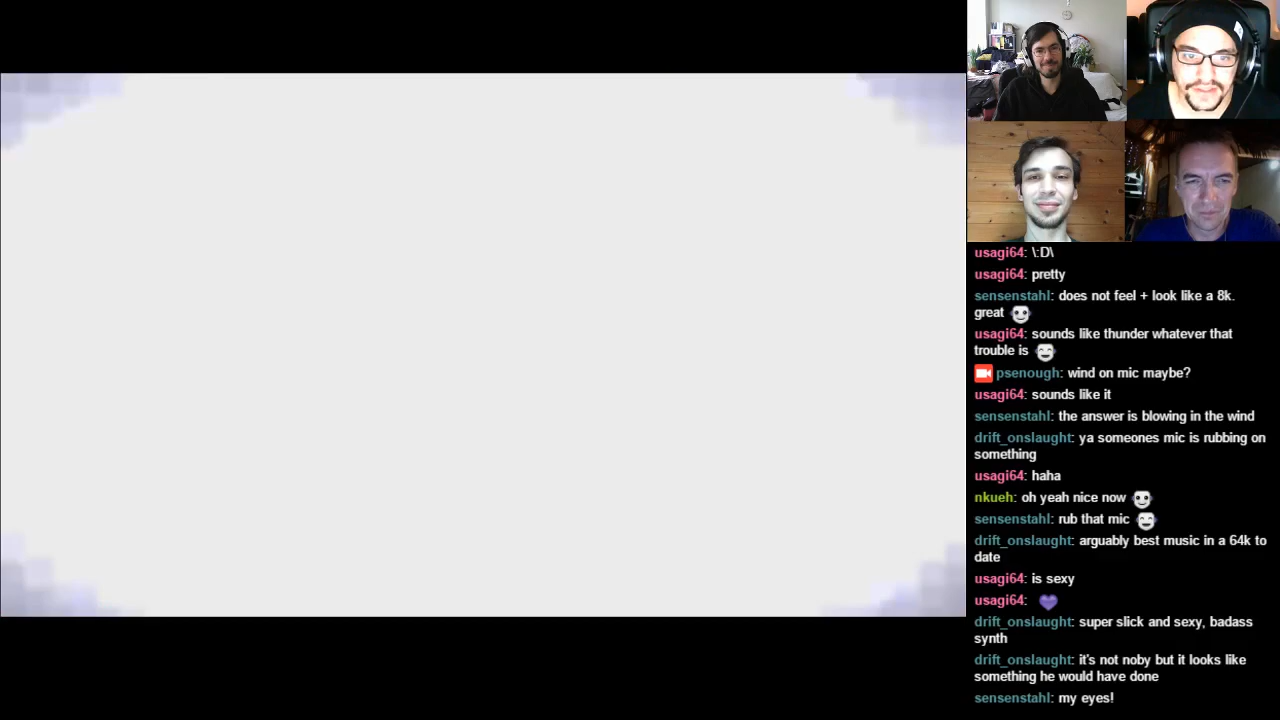 usagi64: \:D\
usagi64: pretty
sensenstahl: does not feel + look like a 8k.
great
usagi64: sounds like thunder whatever that
trouble is
psenough: wind on mic maybe?
usagi64: sounds like it
sensenstahl: the answer is blowing in the wind
drift_onslaught: ya someones mic is rubbing on
something
usagi64: haha
nkueh: oh yeah nice now
sensenstahl: rub that mic
drift_onslaught: arguably best music in a 64k to
date
usagi64: is sexy
usagi64:
drift_onslaught: super slick and sexy, badass
synth
drift_onslaught: it's not noby but it looks like
something he would have done
sensenstahl: my eyes!